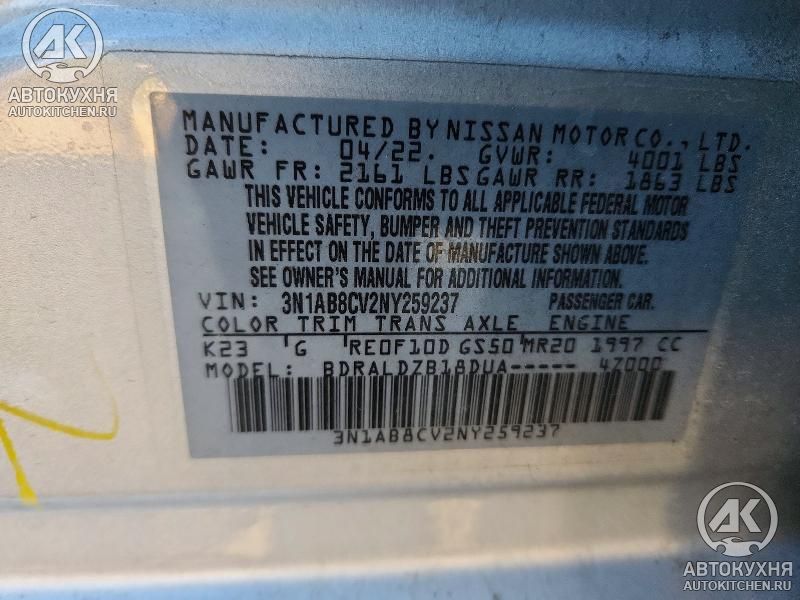 AK
АВТОКУХНЯ
AUTOKITCHEN.RU
MANUFACTURED BY NISSAN MOTOR CO., LTD.
DATE: 04/22. GVWR: 4001 LBS
GAWR FR: 2161 LBS GAWR RR: 1863 LBS
THIS VEHICLE CONFORMS TO ALL APPLICABLE FEDERAL MOTOR
VEHICLE SAFETY, BUMPER AND THEFT PREVENTION STANDARDS
IN EFFECT ON THE DATE OF MANUFACTURE SHOWN ABOVE.
SEE OWNER'S MANUAL FOR ADDITIONAL INFORMATION.
VIN: 3N1AB8CV2NY259237 PASSENGER CAR.
COLOR TRIM TRANS AXLE ENGINE
K23 G RE0F10D GS50 MR20 1997 CC
MODEL: BDRALDZB18DUA----- 4Z000
3N1AB8CV2NY259237
AK
АВТОКУХНЯ
AUTOKITCHEN.RU